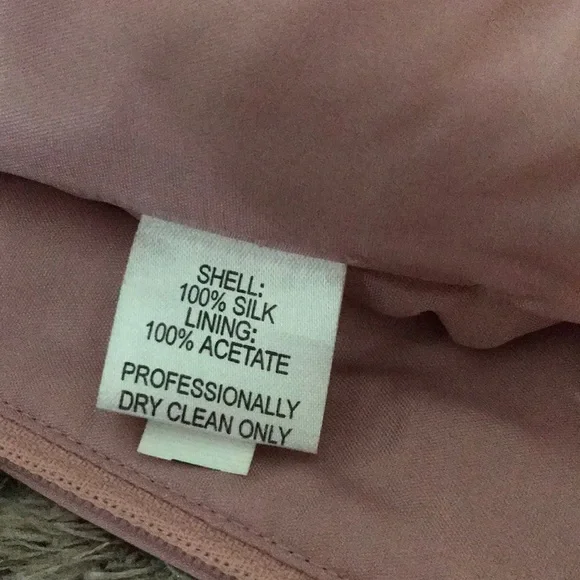 SHELL:
100% SILK
LINING:
100% ACETATE
PROFESSIONALLY
DRY CLEAN ONLY